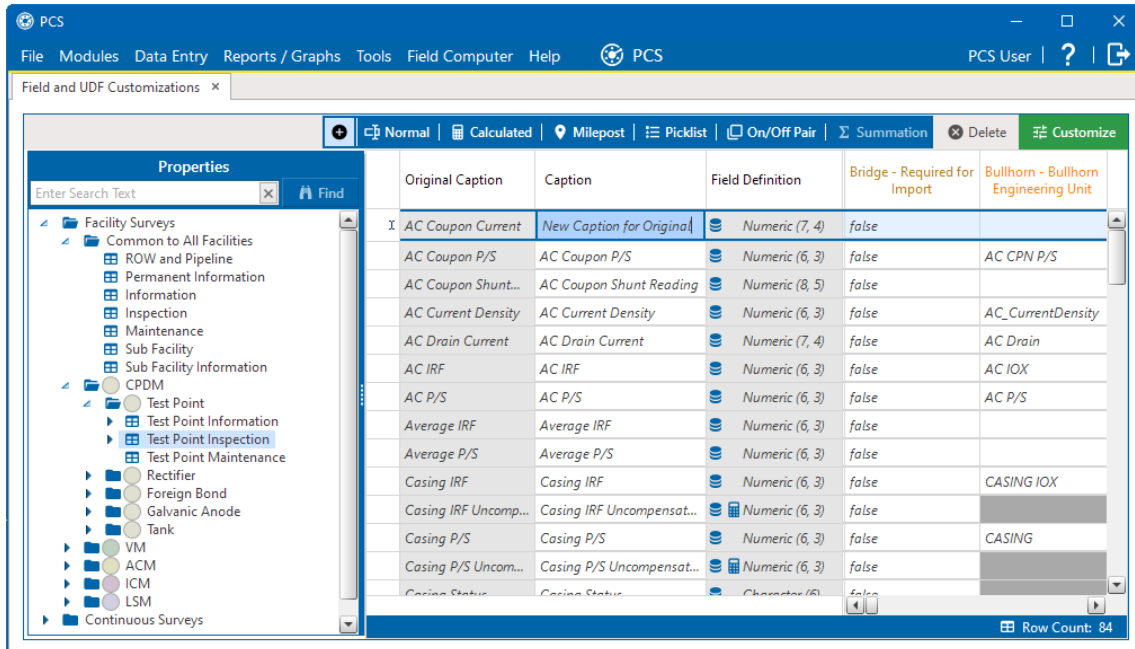 PCS
File Modules Data Entry Reports / Graphs Tools Field Computer Help PCS PCS User | ? |
Field and UDF Customizations ×
Normal | Calculated | Milepost | Picklist | On/Off Pair | Σ Summation Delete Customize
Properties
Enter Search Text × Find
Facility Surveys
Common to All Facilities
ROW and Pipeline
Permanent Information
Information
Inspection
Maintenance
Sub Facility
Sub Facility Information
CPDM
Test Point
Test Point Information
Test Point Inspection
Test Point Maintenance
Rectifier
Foreign Bond
Galvanic Anode
Tank
VM
ACM
ICM
LSM
Continuous Surveys
Original Caption Caption Field Definition Bridge - Required for Import Bullhorn - Bullhorn Engineering Unit
AC Coupon Current New Caption for Original Numeric (7, 4) false
AC Coupon P/S AC Coupon P/S Numeric (6, 3) false AC CPN P/S
AC Coupon Shunt... AC Coupon Shunt Reading Numeric (8, 5) false
AC Current Density AC Current Density Numeric (6, 3) false AC_CurrentDensity
AC Drain Current AC Drain Current Numeric (7, 4) false AC Drain
AC IRF AC IRF Numeric (6, 3) false AC IOX
AC P/S AC P/S Numeric (6, 3) false AC P/S
Average IRF Average IRF Numeric (6, 3) false
Average P/S Average P/S Numeric (6, 3) false
Casing IRF Casing IRF Numeric (6, 3) false CASING IOX
Casing IRF Uncomp... Casing IRF Uncompensat... Numeric (6, 3) false
Casing P/S Casing P/S Numeric (6, 3) false CASING
Casing P/S Uncom... Casing P/S Uncompensat... Numeric (6, 3) false
Casing Status Casing Status Character (6) false
Row Count: 84